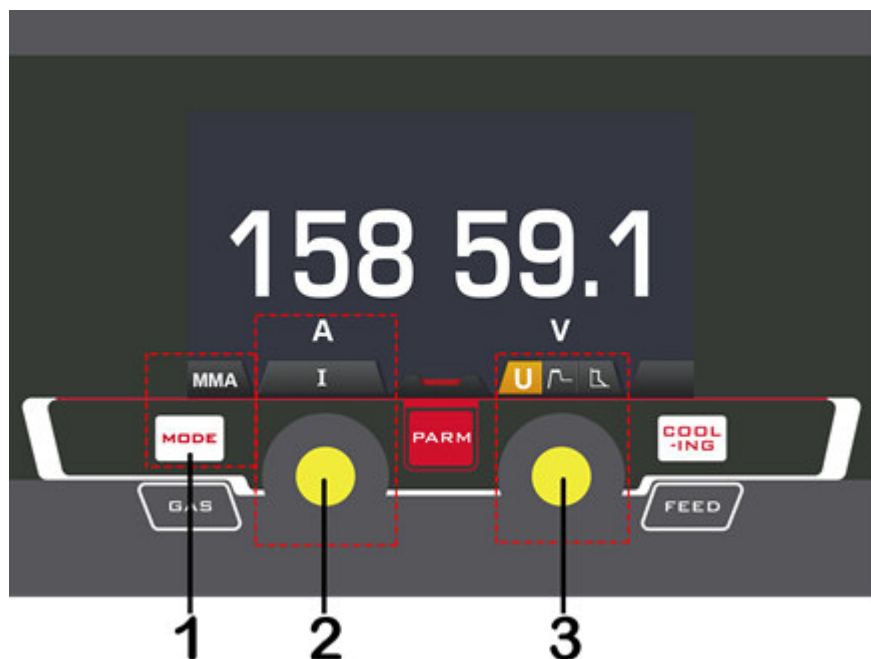 158 59.1
A V
MMA I U
MODE PARM COOL
-ING
GAS FEED
1 2 3